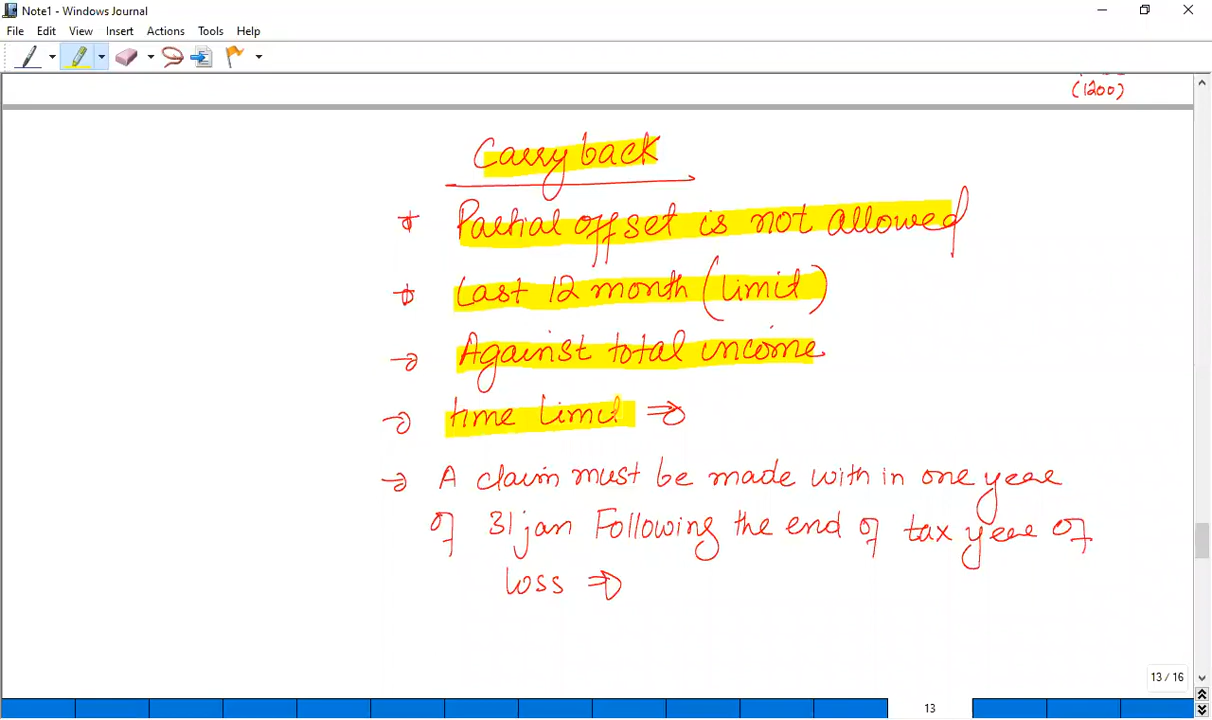 Note1 - Windows Journal
File Edit View Insert Actions Tools Help
(1200)
Carry back
* Partial offset is not allowed
* Last 12 month (limit)
→ Against total income
→ time limit ⇒
→ A claim must be made with in one year
of 31 jan Following the end of tax year of
loss ⇒
13 / 16
13